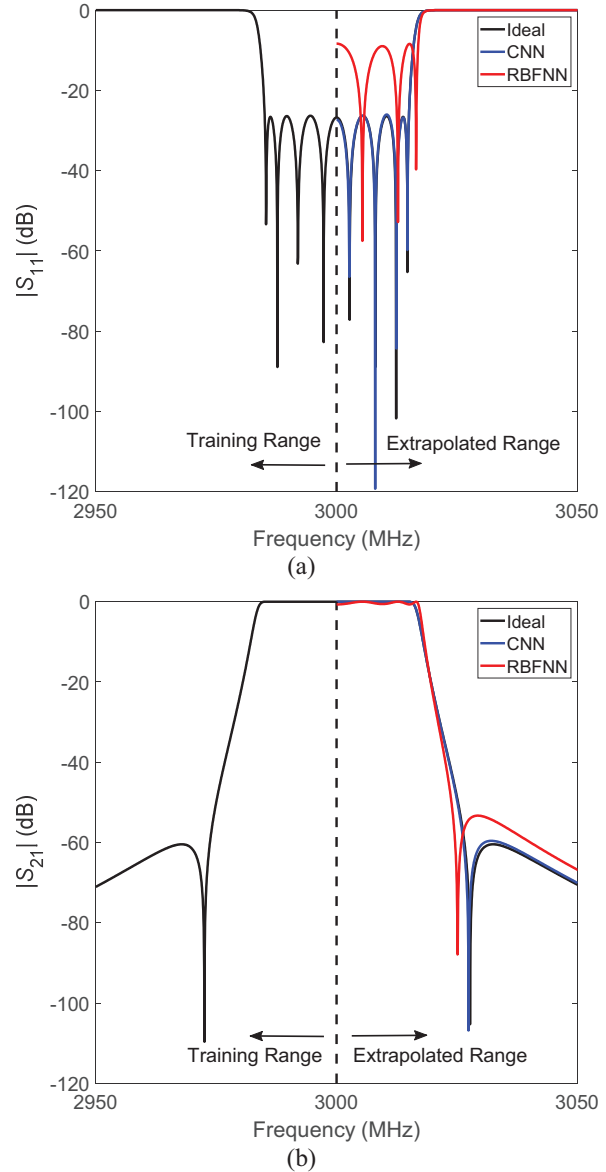 0
-20
-40
-60
-80
-100
-120
|S11| (dB)
Ideal
CNN
RBFNN
Training Range
Extrapolated Range
2950
3000
3050
Frequency (MHz)
(a)
0
-20
-40
-60
-80
-100
-120
|S21| (dB)
Ideal
CNN
RBFNN
Training Range
Extrapolated Range
2950
3000
3050
Frequency (MHz)
(b)